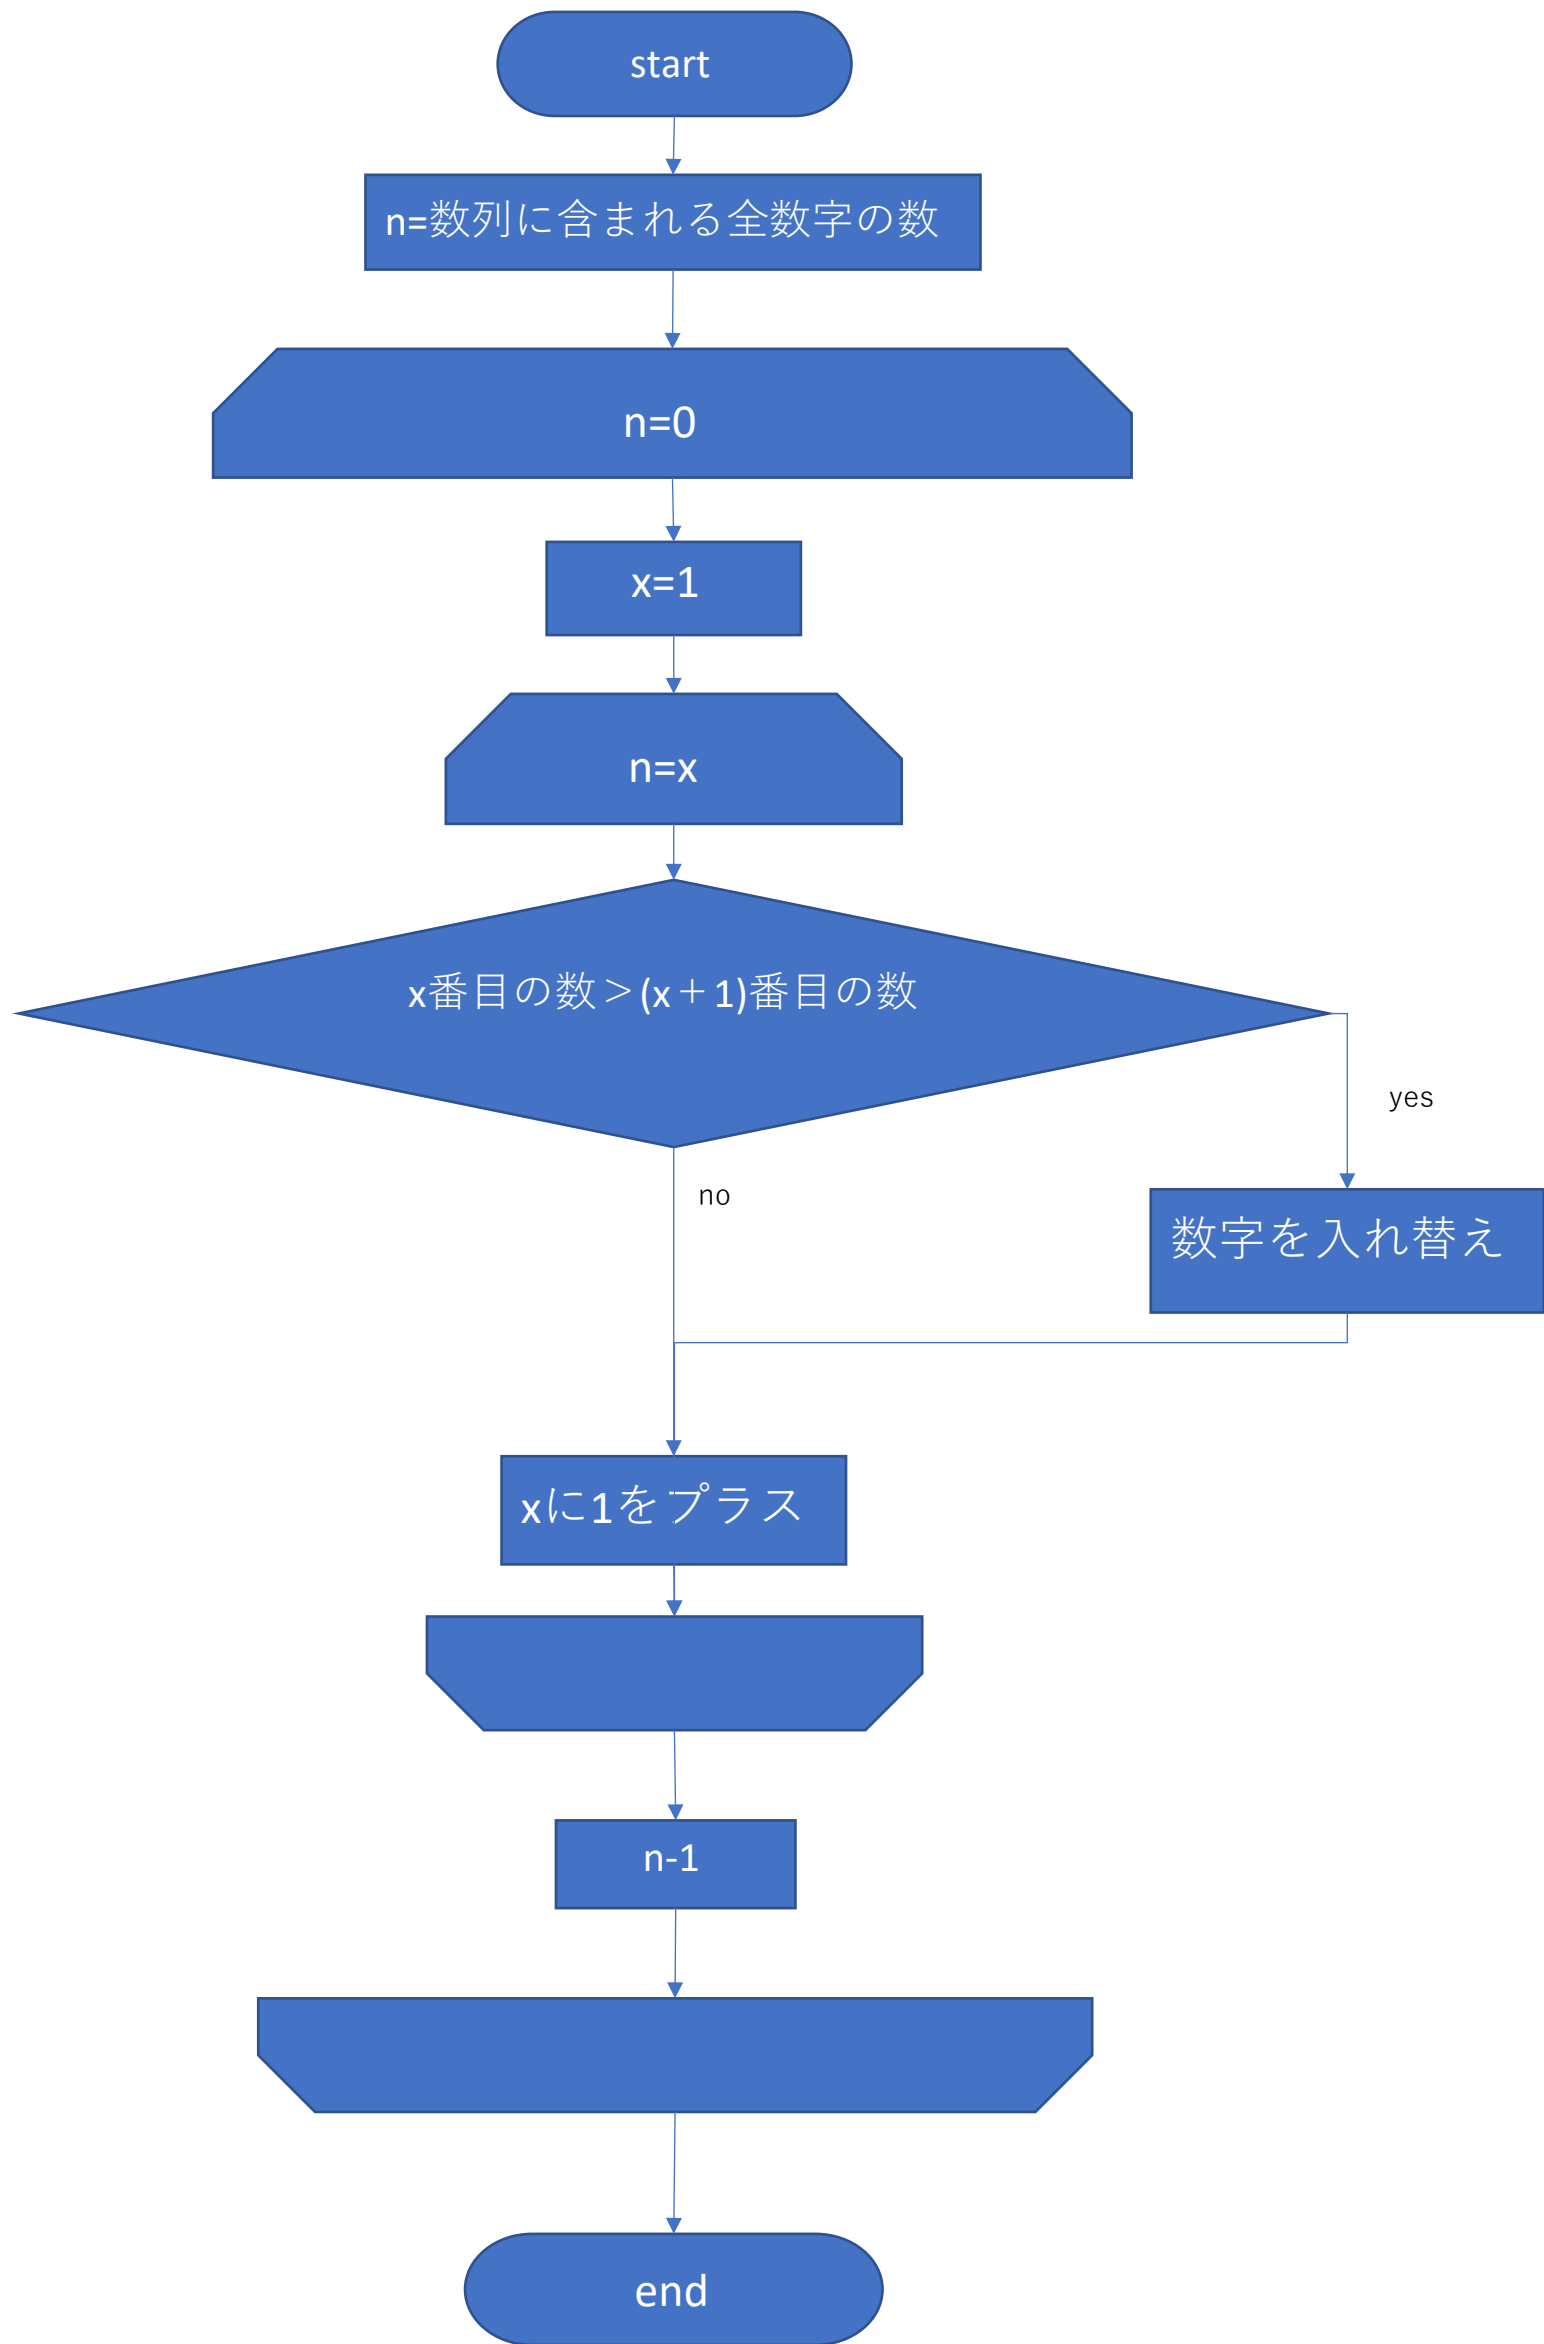 start
n=数列に含まれる全数字の数
n=0
x=1
n=x
x番目の数＞(x＋1)番目の数
yes
no
数字を入れ替え
xに1をプラス
n-1
end